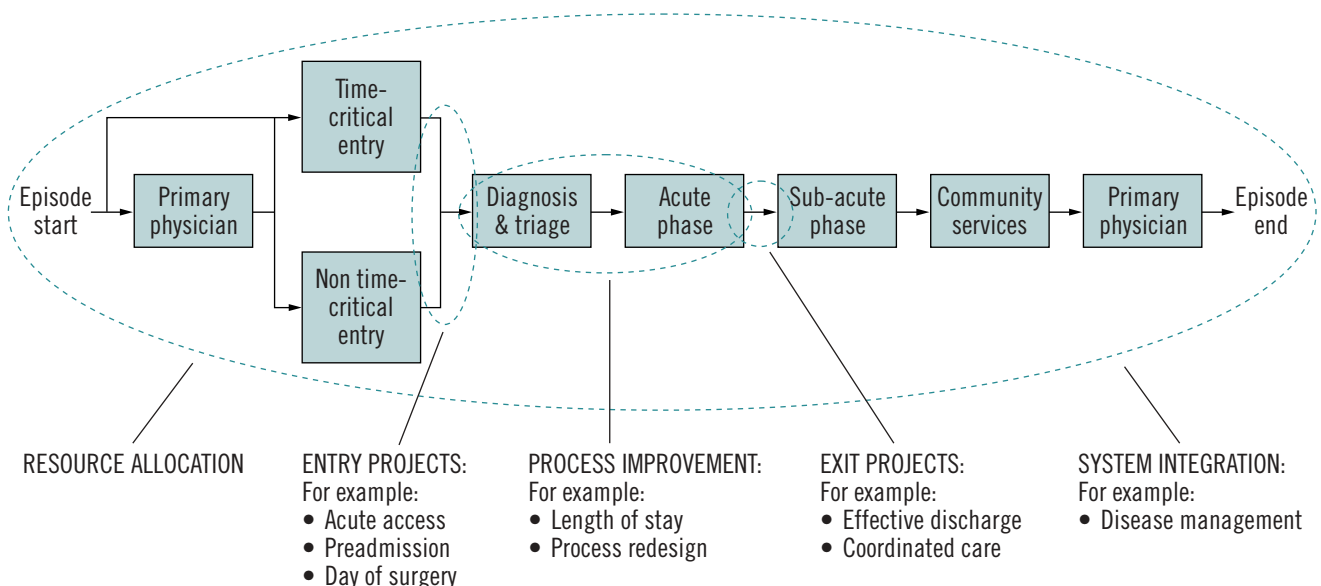 Time-
critical
entry
Episode
start
Primary
physician
Diagnosis
& triage
Acute
phase
Sub-acute
phase
Community
services
Primary
physician
Episode
end
Non time-
critical
entry
RESOURCE ALLOCATION
ENTRY PROJECTS:
For example:
• Acute access
• Preadmission
• Day of surgery
PROCESS IMPROVEMENT:
For example:
• Length of stay
• Process redesign
EXIT PROJECTS:
For example:
• Effective discharge
• Coordinated care
SYSTEM INTEGRATION:
For example:
• Disease management